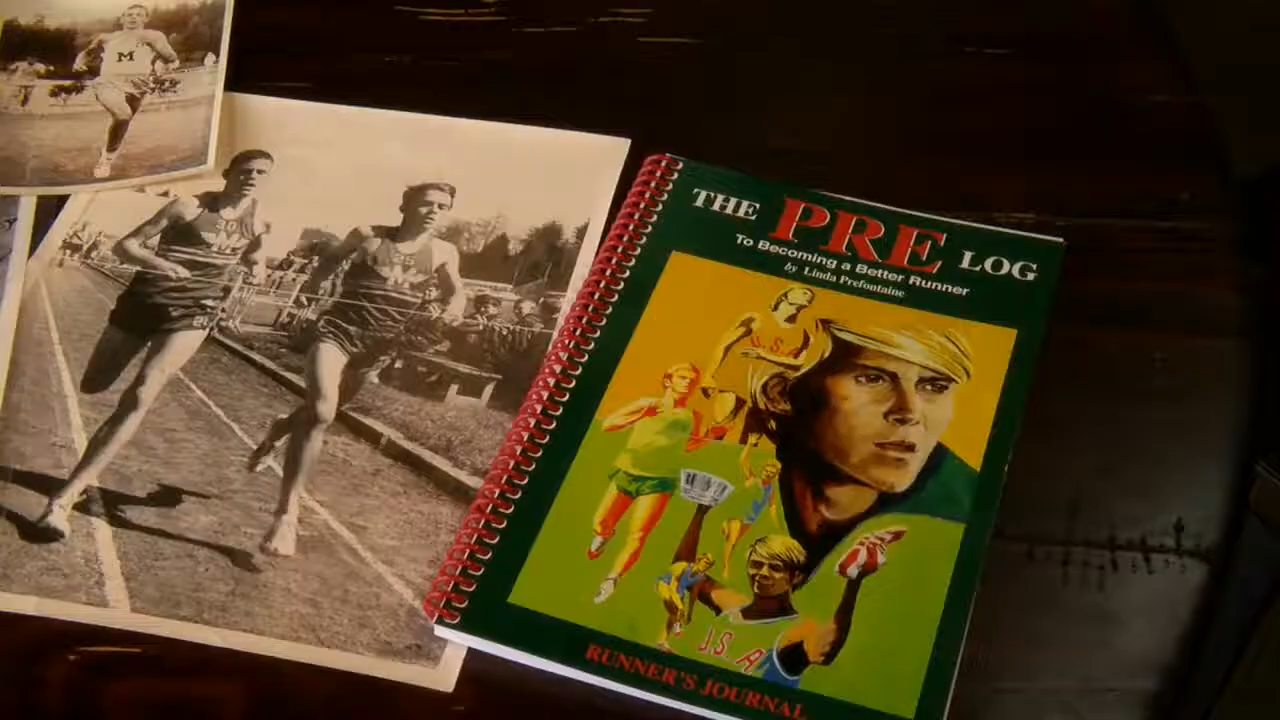 M
THE PRE LOG
To Becoming a Better Runner
by Linda Prefontaine
U.S.A
U.S.A
RUNNER'S JOURNAL